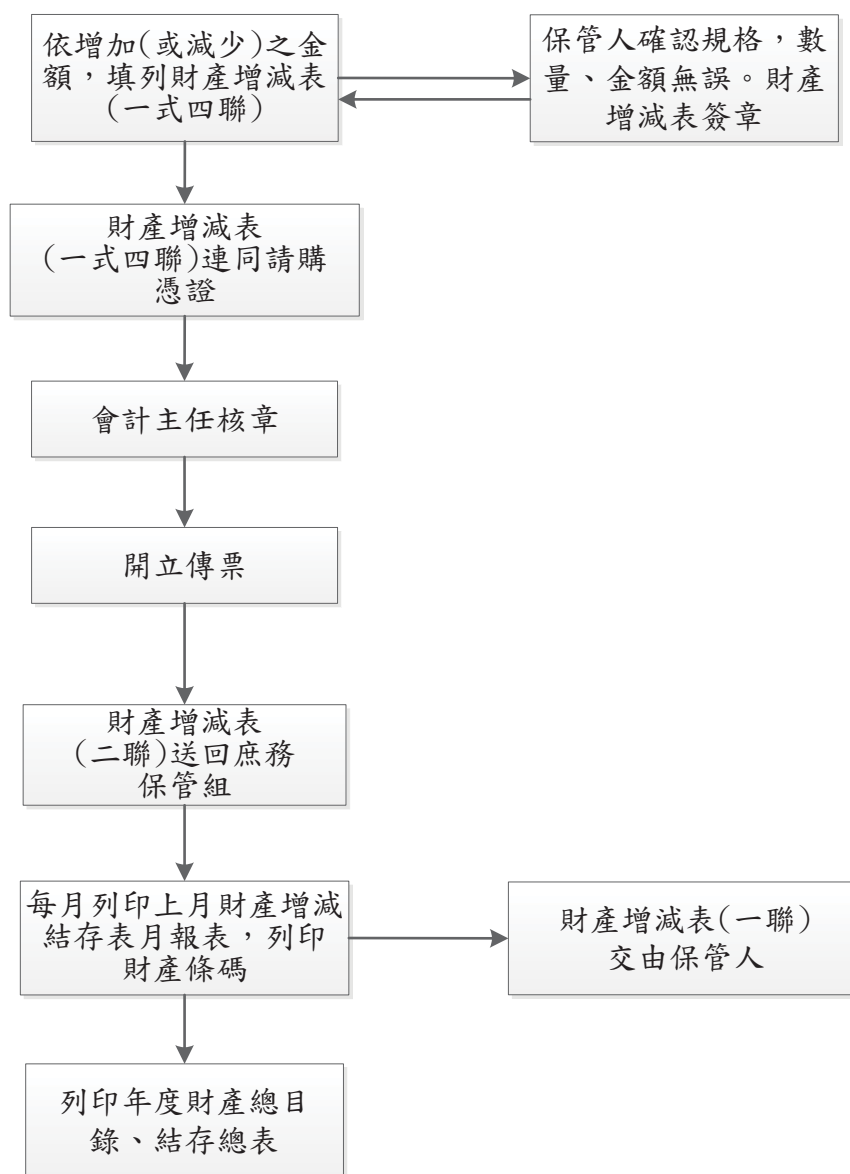 依增加(或減少)之金
額，填列財產增減表
(一式四聯)
保管人確認規格，數
量、金額無誤。財產
增減表簽章
財產增減表
(一式四聯)連同請購
憑證
會計主任核章
開立傳票
財產增減表
(二聯)送回庶務
保管組
每月列印上月財產增減
結存表月報表，列印
財產條碼
財產增減表(一聯)
交由保管人
列印年度財產總目
錄、結存總表